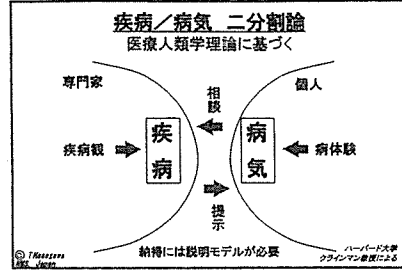 疾病／病気 二分割論
医療人類学理論に基づく
専門家
個人
相談
疾病観
疾病
病気
病体験
提示
納得には説明モデルが必要
ハーバード大学
クラインマン教授による
Japan